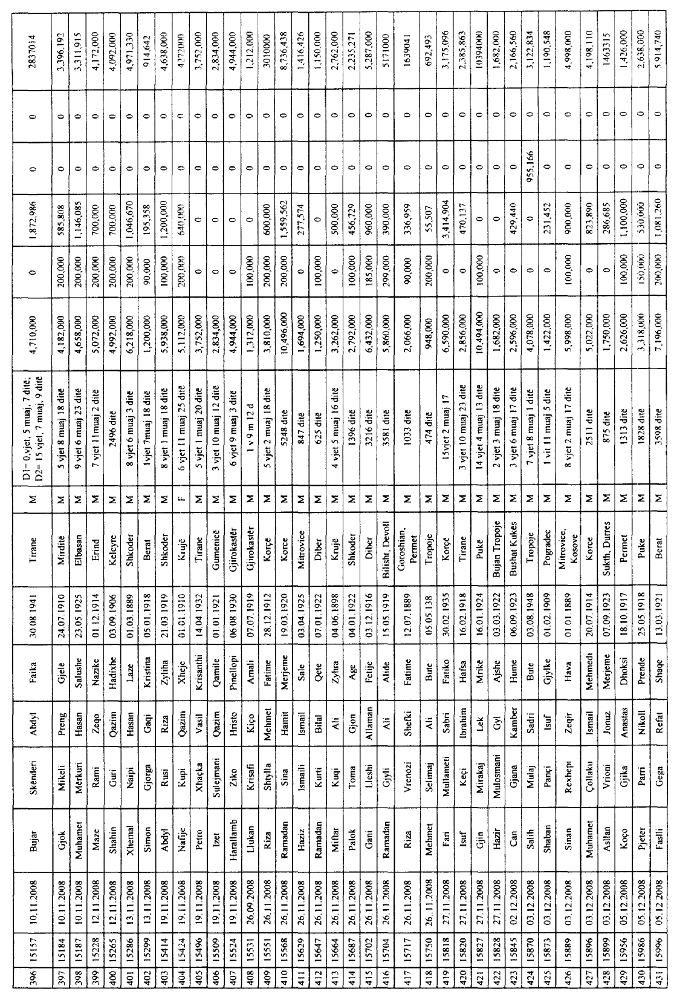 396 15157 10.11.2008 Bujar Skënderi Abdyl Faika 30.08.1941 Tirane M D1= 0,vjet, 5 muaj, 7 dite; D2= 15 vjet, 7 muaj, 9 dite 4,710,000 0 1,872,986 0 0 2837014
397 15184 10.11.2008 Gjok Mikeli Preng Gjelë 24.07.1910 Mirditë M 5 vjet 8 muaj 18 ditë 4,182,000 200,000 585,808 0 0 3,396,192
398 15187 10.11.2008 Muhamet Mërkuri Hasan Salushe 23.05.1925 Elbasan M 9 vjet 6 muaj 23 ditë 4,658,000 200,000 1,146,085 0 0 3,311,915
399 15228 12.11.2008 Maze Rami Zeqo Nazike 01.12.1914 Erind M 7 vjet 11muaj 2 ditë 5,072,000 200,000 700,000 0 0 4,172,000
400 15265 12.11.2008 Shahin Guri Qazim Hadixhe 03.09.1906 Kelcyre M 2496 ditë 4,992,000 200,000 700,000 0 0 4,092,000
401 15286 13.11.2008 Xhemal Naipi Hasan Laze 01.03.1889 Shkoder M 8 vjet 6 muaj 3 ditë 6,218,000 200,000 1,046,670 0 0 4,971,330
402 15299 13.11.2008 Simon Gjorga Gaqi Kristina 05.01.1918 Berat M 1vjet 7muaj 18 ditë 1,200,000 90,000 195,358 0 0 914,642
403 15414 19.11.2008 Abdyl Rusi Riza Zyliha 21.03.1919 Shkoder M 8 vjet 1 muaj 18 ditë 5,938,000 100,000 1,200,000 0 0 4,638,000
404 15424 19.11.2008 Nafije Kupi Qazim Xheje 01.01.1910 Krujë F 6 vjet 11 muaj 25 ditë 5,112,000 200,000 640,000 0 0 4272000
405 15496 19.11.2008 Petro Xhaçka Vasil Krisanthi 14.04.1932 Tirane M 5 vjet 1 muaj 20 ditë 3,752,000 0 0 0 0 3,752,000
406 15509 19.11.2008 Izet Sulejmani Qazim Qamile 01.01.1921 Gumenicë M 3 vjet 10 muaj 12 ditë 2,834,000 0 0 0 0 2,834,000
407 15524 19.11.2008 Harallamb Ziko Hristo Pinellopi 06.08.1930 Gjirokastër M 6 vjet 9 muaj 3 ditë 4,944,000 0 0 0 0 4,944,000
408 15531 26.09.2008 Llukan Krisafi Kiço Amali 07.07.1919 Gjirokastër M 1 v 9 m 12 d 1,312,000 100,000 0 0 0 1,212,000
409 15551 26.11.2008 Riza Shtylla Mehmet Fatime 28.12.1912 Korçë M 5 vjet 2 muaj 18 ditë 3,810,000 200,000 600,000 0 0 3010000
410 15568 26.11.2008 Ramadan Sina Hamit Merjeme 19.03.1920 Korce M 5248 ditë 10,496,000 200,000 1,559,562 0 0 8,736,438
411 15629 26.11.2008 Haziz Ismaili Ismail Sale 03.04.1925 Mitrovice M 847 ditë 1,694,000 0 277,574 0 0 1,416,426
412 15647 26.11.2008 Ramadan Kurti Bilal Qete 07.01.1922 Diber M 625 ditë 1,250,000 100,000 0 0 0 1,150,000
413 15664 26.11.2008 Miftar Kuqi Ali Zyhra 04.06.1898 Krujë M 4 vjet 5 muaj 16 ditë 3,262,000 0 500,000 0 0 2,762,000
414 15687 26.11.2008 Palok Toma Gjon Age 04.01.1922 Shkoder M 1396 ditë 2,792,000 100,000 456,729 0 0 2,235,271
415 15702 26.11.2008 Gani Lleshi Allaman Fetije 03.12.1916 Diber M 3216 ditë 6,432,000 185,000 960,000 0 0 5,287,000
416 15704 26.11.2008 Ramadan Gjyli Ali Alide 15.05.1919 Bilisht, Devoll M 3581 ditë 5,860,000 299,000 390,000 0 0 5171000
417 15717 26.11.2008 Riza Vrenozi Shefki Fatime 12.07.1889 Goroshian, Permet M 1033 ditë 2,066,000 90,000 336,959 0 0 1639041
418 15750 26..11.2008 Mehmet Selimaj Ali Bute 05.05.138 Tropoje M 474 ditë 948,000 200,000 55,507 0 0 692,493
419 15818 27.11.2008 Fari Mullameti Sabri Fatiko 30.02.1935 Korçë M 15vjet 2 muaj 17 6,590,000 0 3,414,904 0 0 3,175,096
420 15820 27.11.2008 Isuf Keçi Ibrahim Hafsa 16.02.1918 Tirane M 3 vjet 10 muaj 23 ditë 2,856,000 0 470,137 0 0 2,385,863
421 15827 27.11.2008 Gjin Mirakaj Lek Mrikë 16.01.1924 Pukë M 14 vjet 4 muaj 13 ditë 10,494,000 100,000 0 0 0 10394000
422 15828 27.11.2008 Hazir Mulosmani Gyl Ajshe 03.03.1922 Bujan Tropoje M 2 vjet 3 muaj 18 ditë 1,682,000 0 0 0 0 1,682,000
423 15845 02.12.2008 Can Gjana Kamber Hume 06.09.1923 Bushat Kukës M 3 vjet 6 muaj 17 ditë 2,596,000 0 429,440 0 0 2,166,560
424 15870 03.12.2008 Salih Mulaj Sadri Bute 03.08.1948 Tropoje M 7 vjet 8 muaj 1 ditë 4,078,000 0 0 955,166 0 3,122,834
425 15873 03.12.2008 Shaban Pançi Isuf Gjylke 01.02.1909 Pogradec M 1 vit 11 muaj 5 ditë 1,422,000 0 231,452 0 0 1,190,548
426 15889 03.12.2008 Sinan Rexhepi Zeqir Hava 01.01.1889 Mitrovice, Kosove M 8 vjet 2 muaj 17 ditë 5,998,000 100,000 900,000 0 0 4,998,000
427 15896 03.12.2008 Muhamet Çollaku Ismail Mehmedi 20.07.1914 Korce M 2511 ditë 5,022,000 0 823,890 0 0 4,198,110
428 15899 03.12.2008 Asllan Vrioni Jonuz Merjeme 07.09.1923 Sukth, Durres M 875 ditë 1,750,000 0 286,685 0 0 1463315
429 15956 05.12.2008 Koço Gjika Anastas Dhoksi 18.10.1917 Permet M 1313 ditë 2,626,000 100,000 1,100,000 0 0 1,426,000
430 15986 05.12.2008 Pjeter Parri Nikoll Prende 25.05.1918 Puke M 1828 ditë 3,318,000 150,000 530,000 0 0 2,638,000
431 15996 05.12.2008 Faslli Gega Refat Shaqe 13.03.1921 Berat M 3598 ditë 7,196,000 200,000 1,081,260 0 0 5,914,740